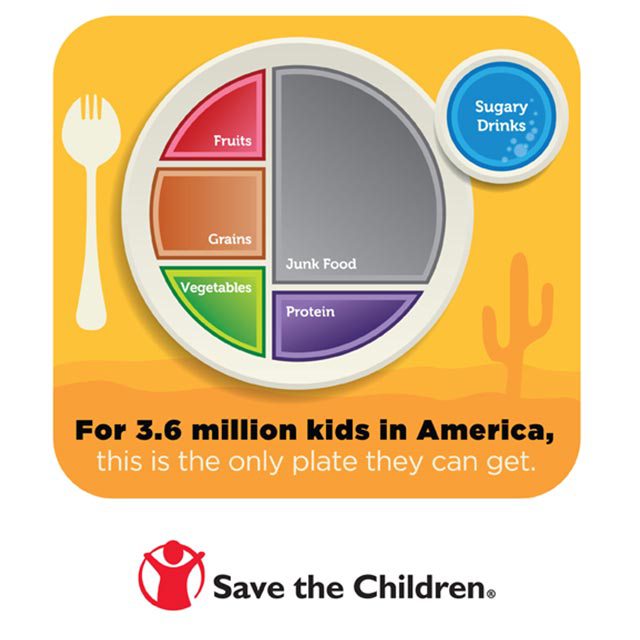 Sugary
Drinks
Fruits
Grains
Junk Food
Vegetables
Protein
For 3.6 million kids in America,
this is the only plate they can get.
Save the Children®